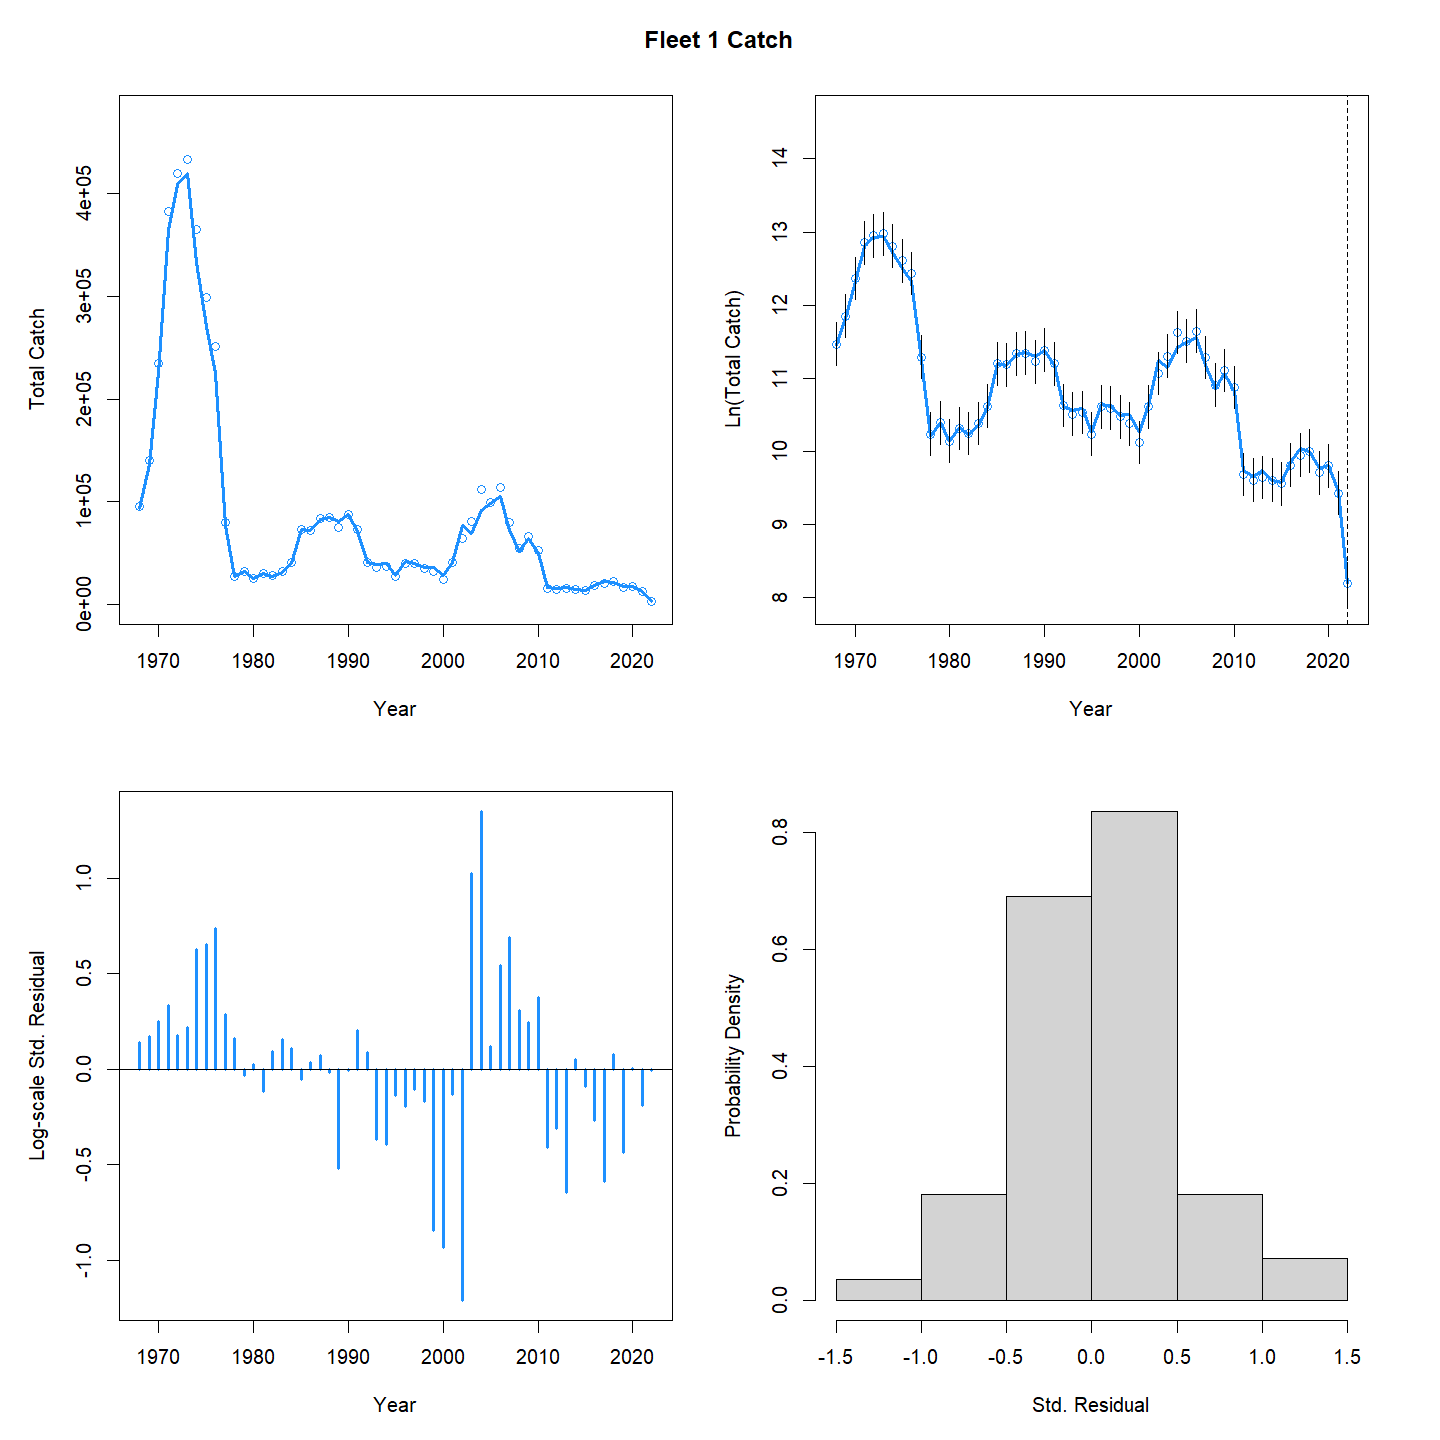 Fleet 1 Catch
Total Catch
0e+00 1e+05 2e+05 3e+05 4e+05
1970 1980 1990 2000 2010 2020
Year
Ln(Total Catch)
8 9 10 11 12 13 14
1970 1980 1990 2000 2010 2020
Year
Log-scale Std. Residual
-1.0 -0.5 0.0 0.5 1.0
1970 1980 1990 2000 2010 2020
Year
Probability Density
0.0 0.2 0.4 0.6 0.8
-1.5 -1.0 -0.5 0.0 0.5 1.0 1.5
Std. Residual